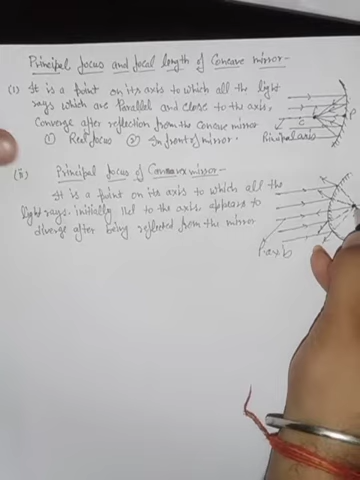 Principal focus and focal length of Concave mirror-
(i) It is a point on its axis to which all the light
rays which are Parallel and close to the axis,
Converge after reflection from the Concave mirror
① Real focus ② In front of mirror.
C
P
Principal axis
(ii) Principal focus of Convex mirror-
It is a point on its axis to which all the
light rays, initially 11el to the axis, appears to
diverge after being reflected from the mirror